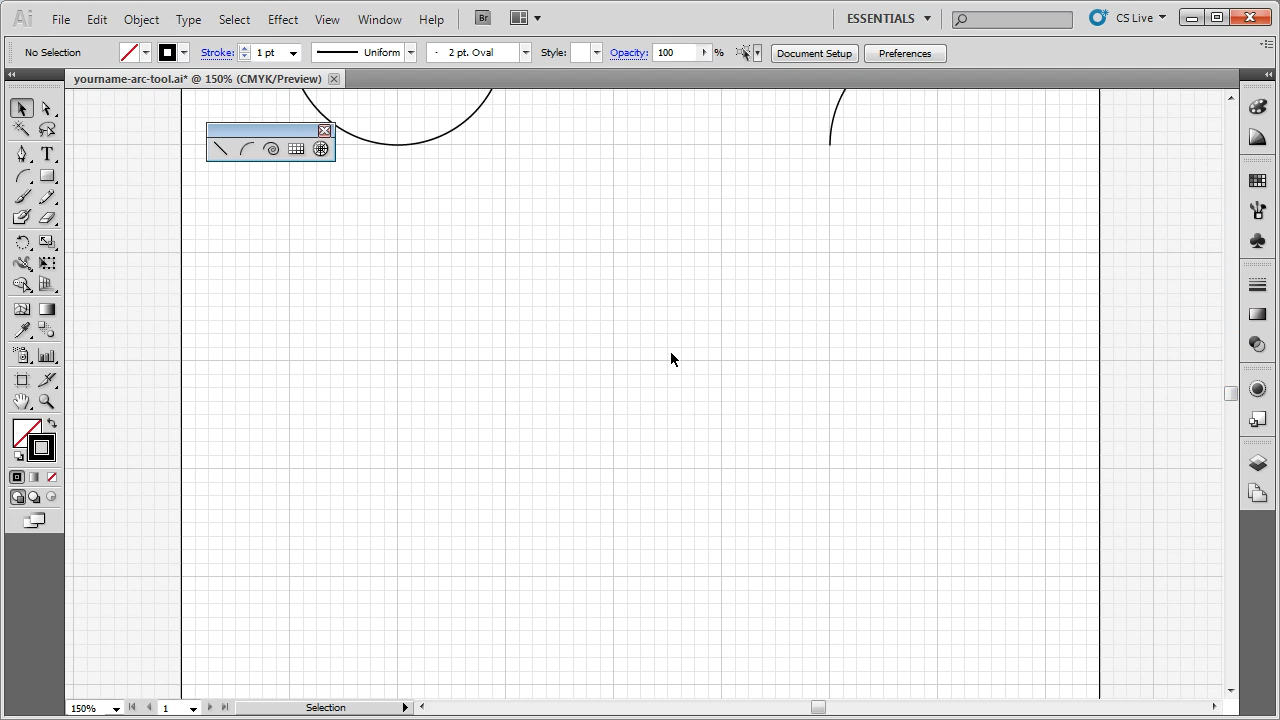 Ai File Edit Object Type Select Effect View Window Help Br ESSENTIALS CS Live
No Selection Stroke: 1 pt Uniform 2 pt. Oval Style: Opacity: 100 % Document Setup Preferences
yourname-arc-tool.ai* @ 150% (CMYK/Preview)
T
150% 1 Selection